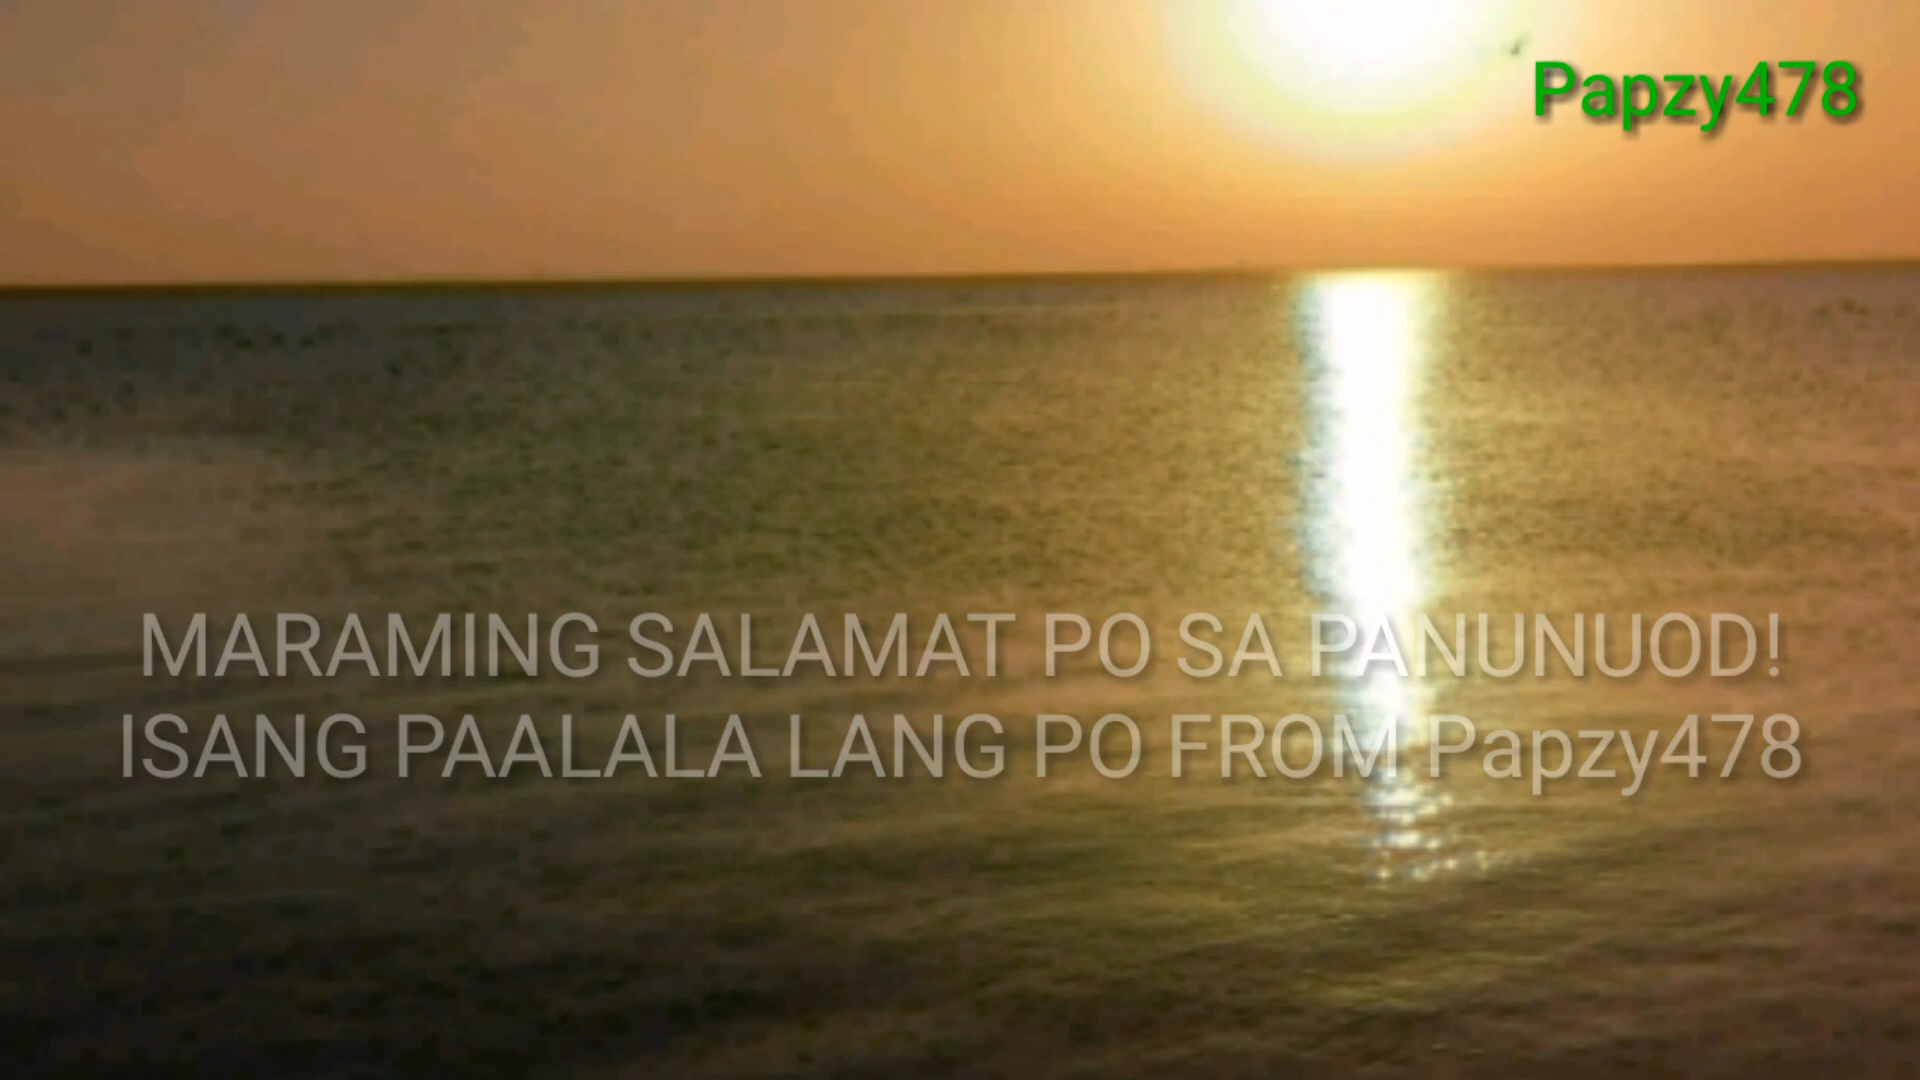 Papzy478
MARAMING SALAMAT PO SA PANUNUOD!
ISANG PAALALA LANG PO FROM Papzy478